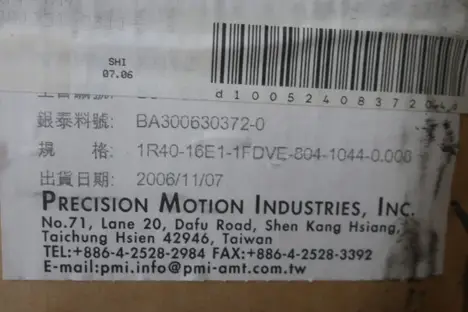 SHI
07.06
d10052408372
銀泰料號: BA300630372-0
規 格: 1R40-16E1-1FDVE-804-1044-0.008
出貨日期: 2006/11/07
PRECISION MOTION INDUSTRIES, INC.
No.71, Lane 20, Dafu Road, Shen Kang Hsiang,
Taichung Hsien 42946, Taiwan
TEL:+886-4-2528-2984 FAX:+886-4-2528-3392
E-mail:pmi.info@pmi-amt.com.tw